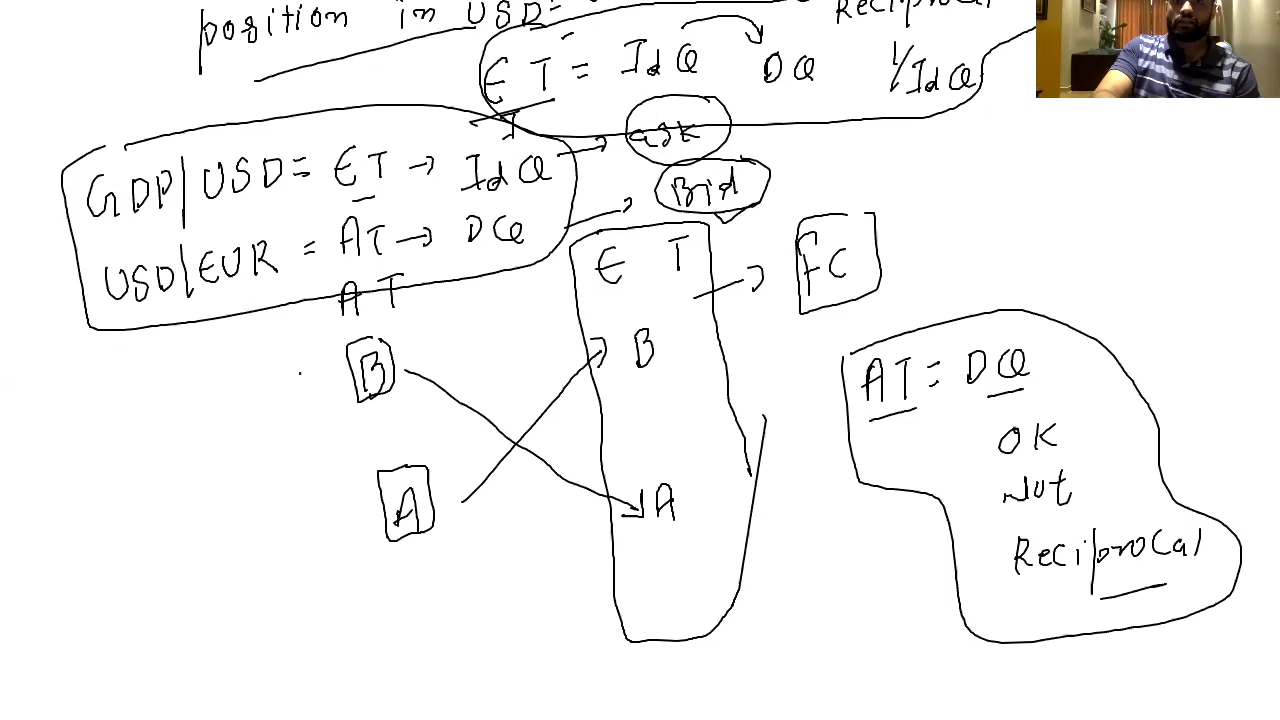 position in USD=
Reciprocal
ET = IdQ DQ 1/IdQ
GDP/USD = ET → IdQ → ask
USD/EUR = AT → DQ → Bid
AT
ET → FC
B B
A A
AT = DQ
OK
Not
Reciprocal